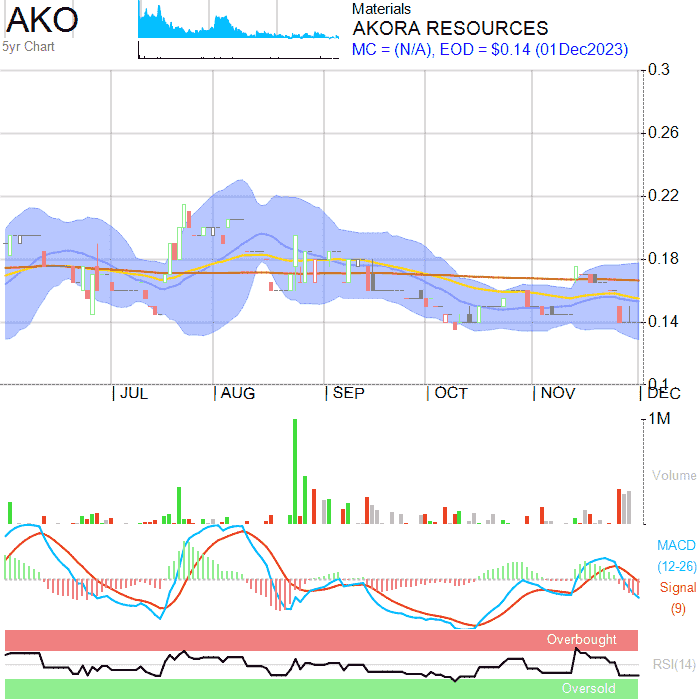 AKO
5yr Chart
Materials
AKORA RESOURCES
MC = (N/A), EOD = $0.14 (01Dec2023)
0.3
0.26
0.22
0.18
0.14
0.1
JUL
AUG
SEP
OCT
NOV
DEC
1M
Volume
MACD
(12-26)
Signal
(9)
Overbought
RSI(14)
Oversold